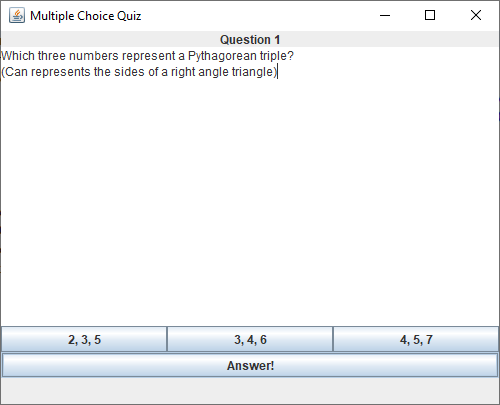 Multiple Choice Quiz
Question 1
Which three numbers represent a Pythagorean triple?
(Can represents the sides of a right angle triangle)
2, 3, 5
3, 4, 6
4, 5, 7
Answer!